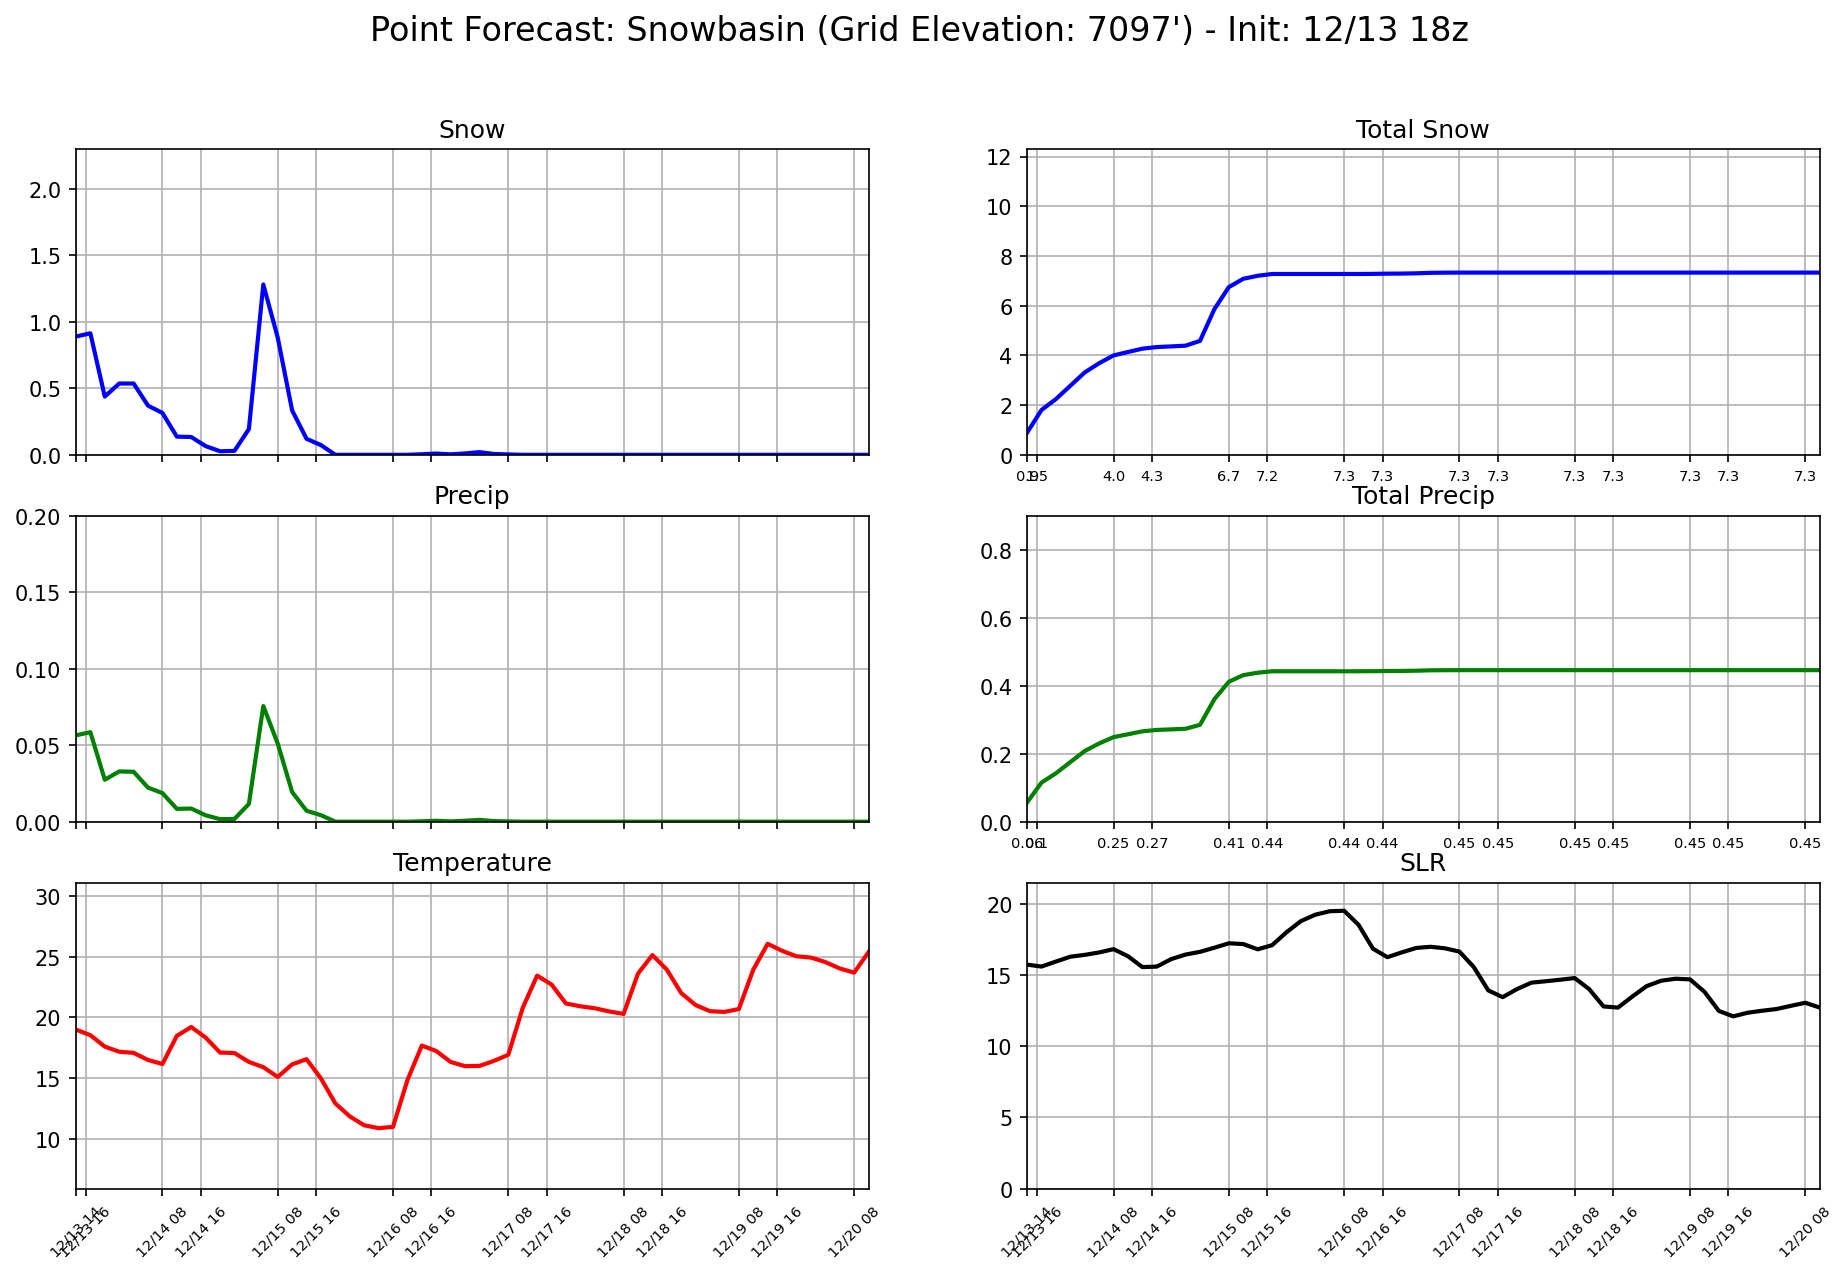 Point Forecast: Snowbasin (Grid Elevation: 7097') - Init: 12/13 18z
Snow
2.0
1.5
1.0
0.5
0.0
Total Snow
12
10
8
6
4
2
0
4.0 4.3 6.7 7.2 7.3 7.3 7.3 7.3 7.3 7.3 7.3 7.3 7.3
Precip
0.20
0.15
0.10
0.05
0.00
Total Precip
0.8
0.6
0.4
0.2
0.0
0.25 0.27 0.41 0.44 0.44 0.44 0.45 0.45 0.45 0.45 0.45 0.45 0.45
Temperature
30
25
20
15
10
12/13 16 12/14 08 12/14 16 12/15 08 12/15 16 12/16 08 12/16 16 12/17 08 12/17 16 12/18 08 12/18 16 12/19 08 12/19 16 12/20 08
SLR
20
15
10
5
0
12/13 16 12/14 08 12/14 16 12/15 08 12/15 16 12/16 08 12/16 16 12/17 08 12/17 16 12/18 08 12/18 16 12/19 08 12/19 16 12/20 08